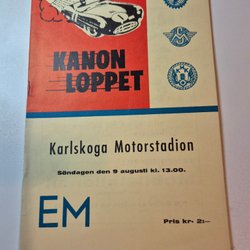 KANON
LOPPET
Karlskoga Motorstadion
Söndagen den 9 augusti kl. 13.00.
EM
Pris kr. 2:—